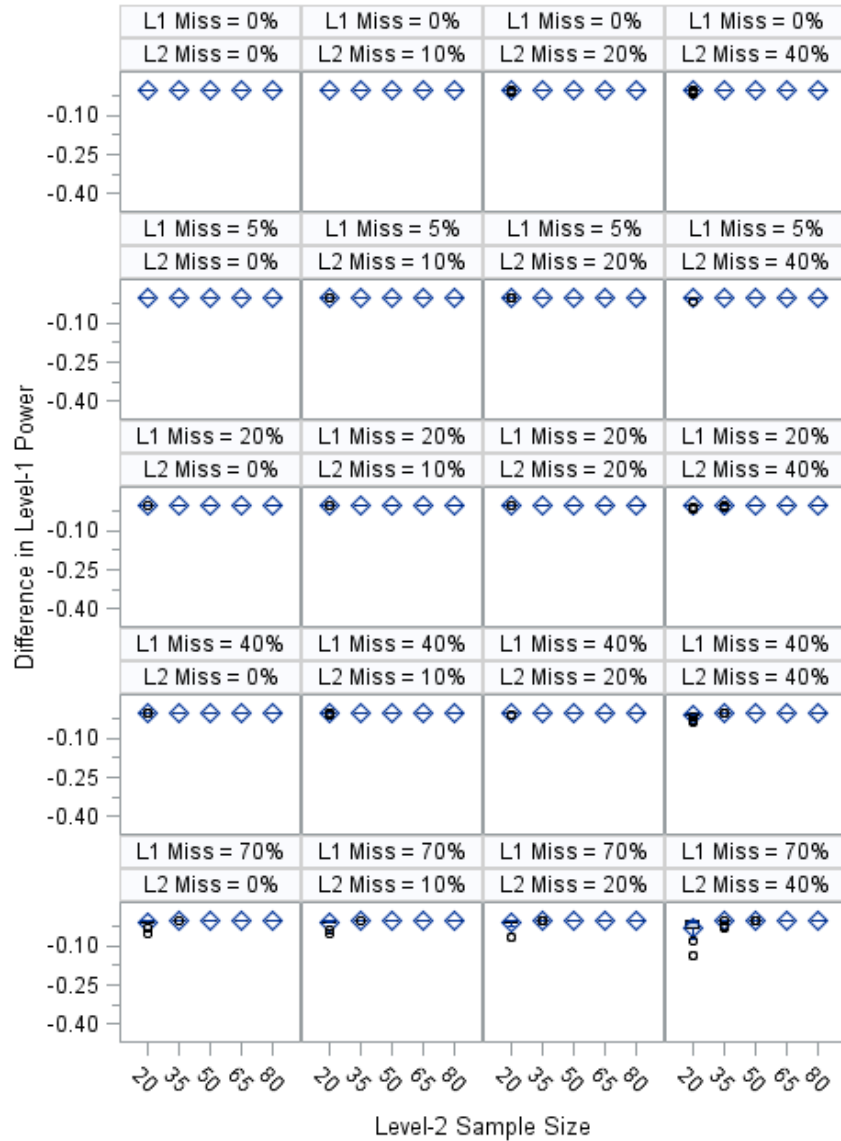 L1 Miss = 0% L1 Miss = 0% L1 Miss = 0% L1 Miss = 0%
L2 Miss = 0% L2 Miss = 10% L2 Miss = 20% L2 Miss = 40%
-0.10
-0.25
-0.40
L1 Miss = 5% L1 Miss = 5% L1 Miss = 5% L1 Miss = 5%
L2 Miss = 0% L2 Miss = 10% L2 Miss = 20% L2 Miss = 40%
-0.10
-0.25
-0.40
L1 Miss = 20% L1 Miss = 20% L1 Miss = 20% L1 Miss = 20%
L2 Miss = 0% L2 Miss = 10% L2 Miss = 20% L2 Miss = 40%
-0.10
-0.25
-0.40
L1 Miss = 40% L1 Miss = 40% L1 Miss = 40% L1 Miss = 40%
L2 Miss = 0% L2 Miss = 10% L2 Miss = 20% L2 Miss = 40%
-0.10
-0.25
-0.40
L1 Miss = 70% L1 Miss = 70% L1 Miss = 70% L1 Miss = 70%
L2 Miss = 0% L2 Miss = 10% L2 Miss = 20% L2 Miss = 40%
-0.10
-0.25
-0.40
20 35 50 65 80 20 35 50 65 80 20 35 50 65 80 20 35 50 65 80
Level-2 Sample Size
Difference in Level-1 Power